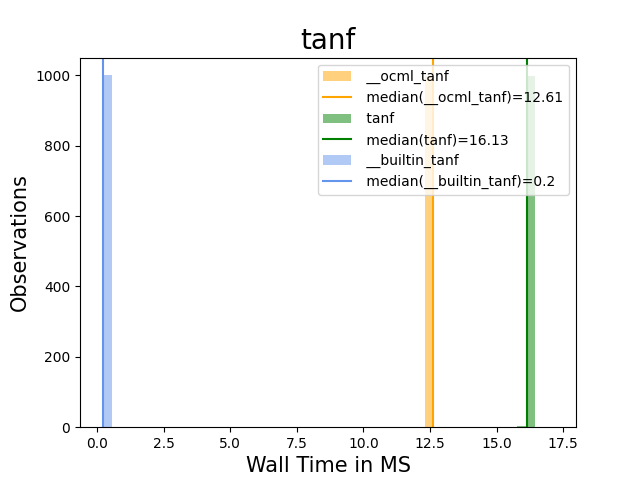 tanf
Observations
1000
800
600
400
200
0
__ocml_tanf
median(__ocml_tanf)=12.61
tanf
median(tanf)=16.13
__builtin_tanf
median(__builtin_tanf)=0.2
0.0 2.5 5.0 7.5 10.0 12.5 15.0 17.5
Wall Time in MS